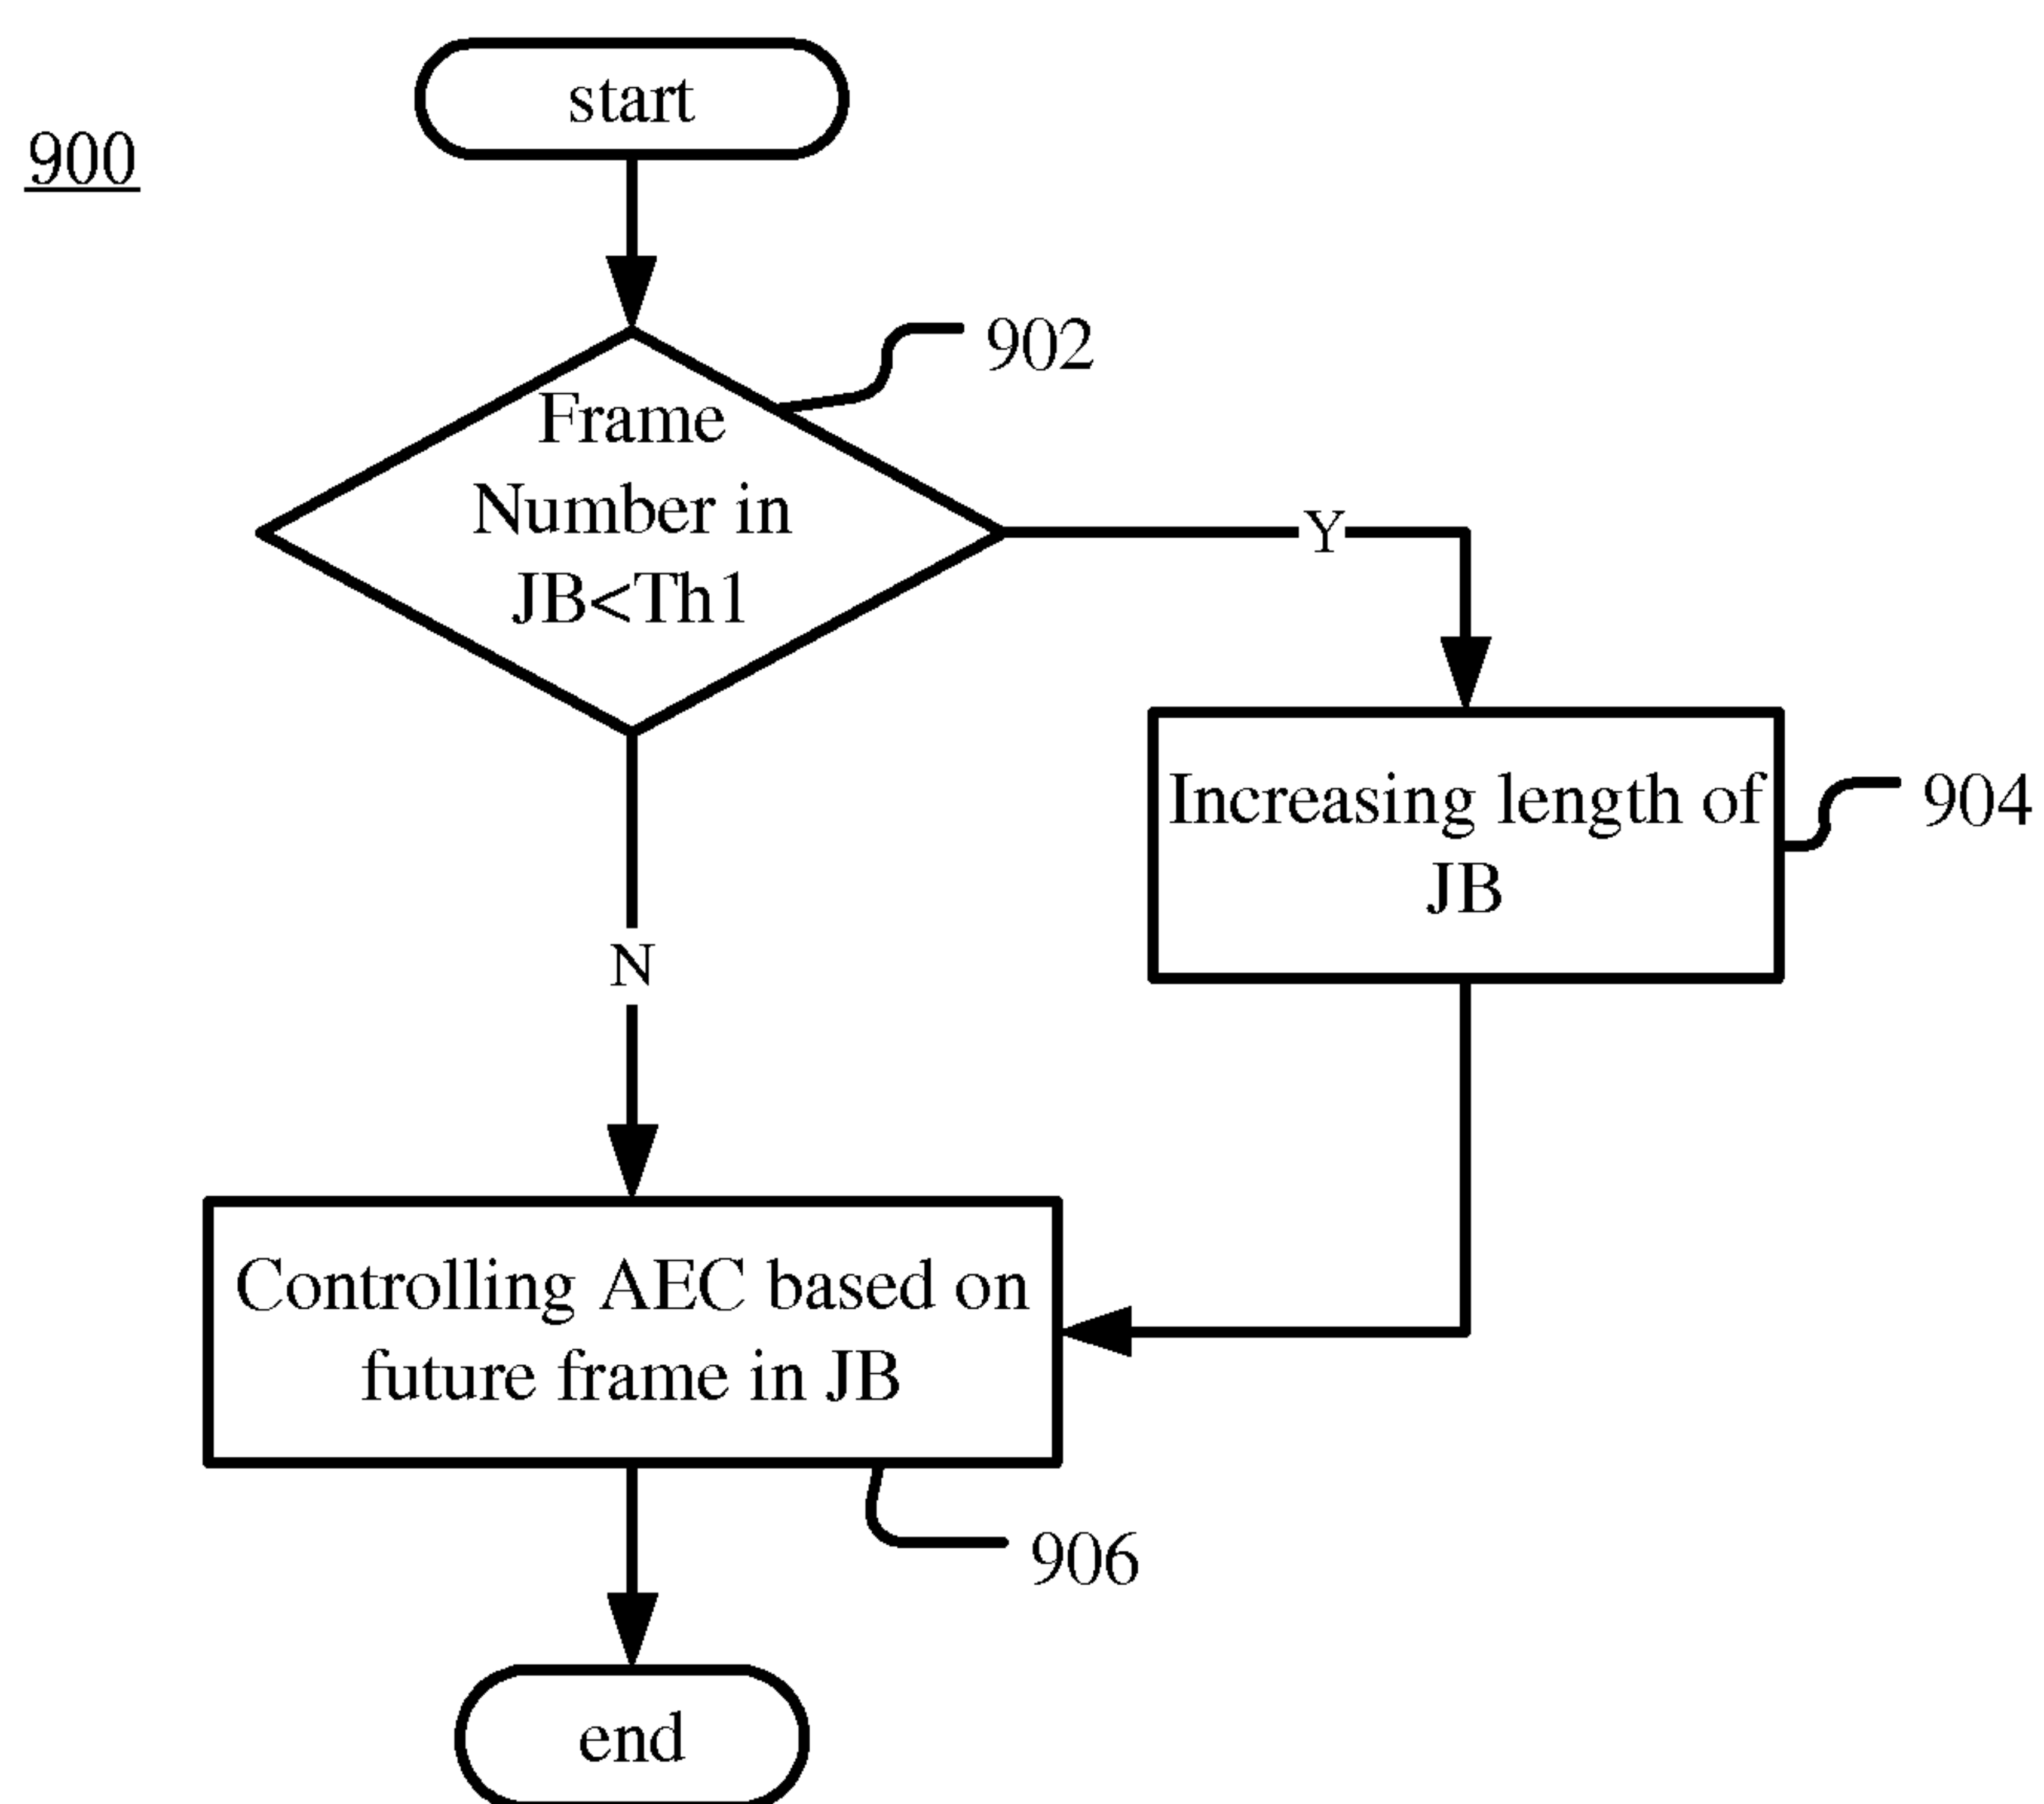 start
900
902
Frame
Number in
JB<Th1
Y
Increasing length of
JB
904
N
Controlling AEC based on
future frame in JB
906
end